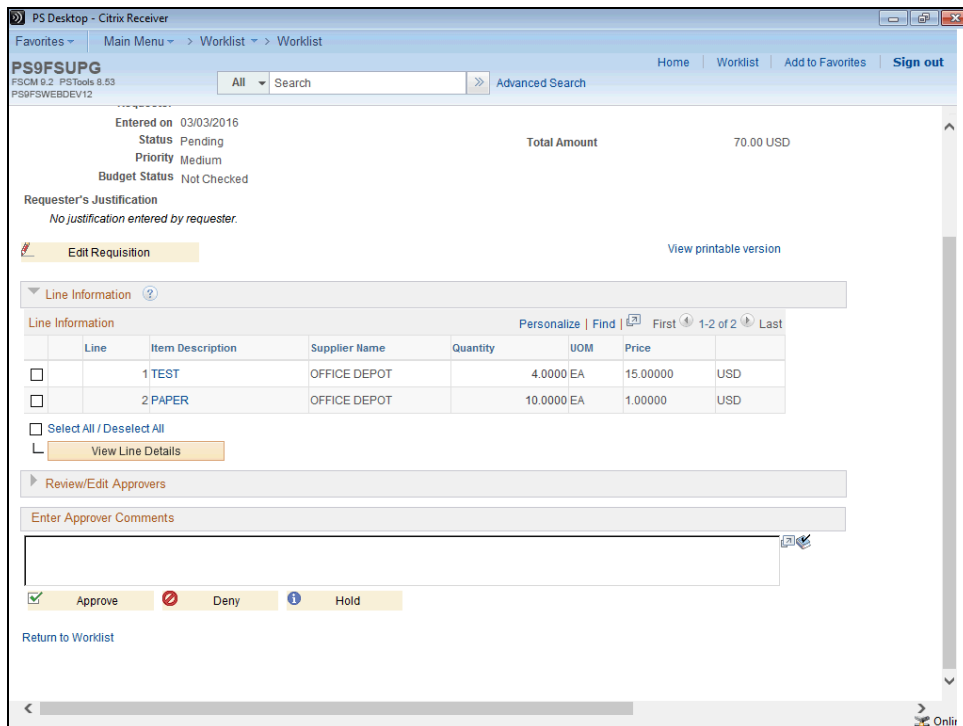 PS Desktop - Citrix Receiver
Favorites Main Menu > Worklist > Worklist
PS9FSUPG
FSCM 9.2 PSTools 8.53
PS9FSWEBDEV12
All Search Advanced Search
Home Worklist Add to Favorites Sign out
Requester
Entered on 03/03/2016
Status Pending
Total Amount 70.00 USD
Priority Medium
Budget Status Not Checked
Requester's Justification
No justification entered by requester.
Edit Requisition
View printable version
Line Information
Line Information Personalize | Find | First 1-2 of 2 Last
Line Item Description Supplier Name Quantity UOM Price
1 TEST OFFICE DEPOT 4.0000 EA 15.00000 USD
2 PAPER OFFICE DEPOT 10.0000 EA 1.00000 USD
Select All / Deselect All
View Line Details
Review/Edit Approvers
Enter Approver Comments
Approve Deny Hold
Return to Worklist
Onlin